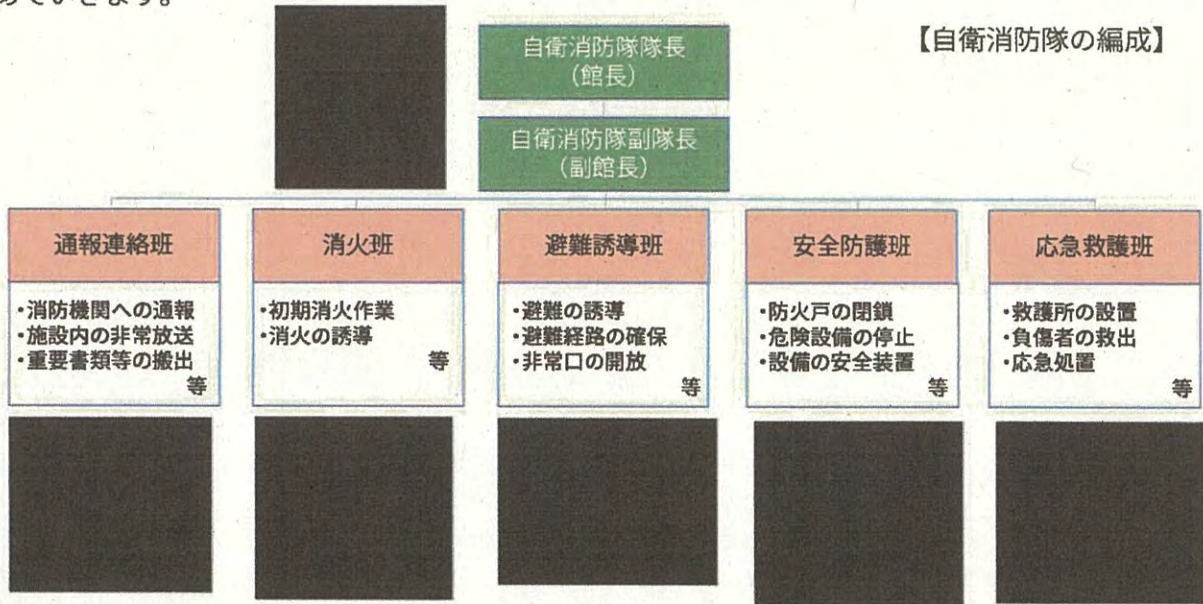 めていきます。
【自衛消防隊の編成】
自衛消防隊隊長
（館長）
自衛消防隊副隊長
（副館長）
通報連絡班
・消防機関への通報
・施設内の非常放送
・重要書類等の搬出
等
消火班
・初期消火作業
・消火の誘導
等
避難誘導班
・避難の誘導
・避難経路の確保
・非常口の開放
等
安全防護班
・防火戸の閉鎖
・危険設備の停止
・設備の安全装置
等
応急救護班
・救護所の設置
・負傷者の救出
・応急処置
等